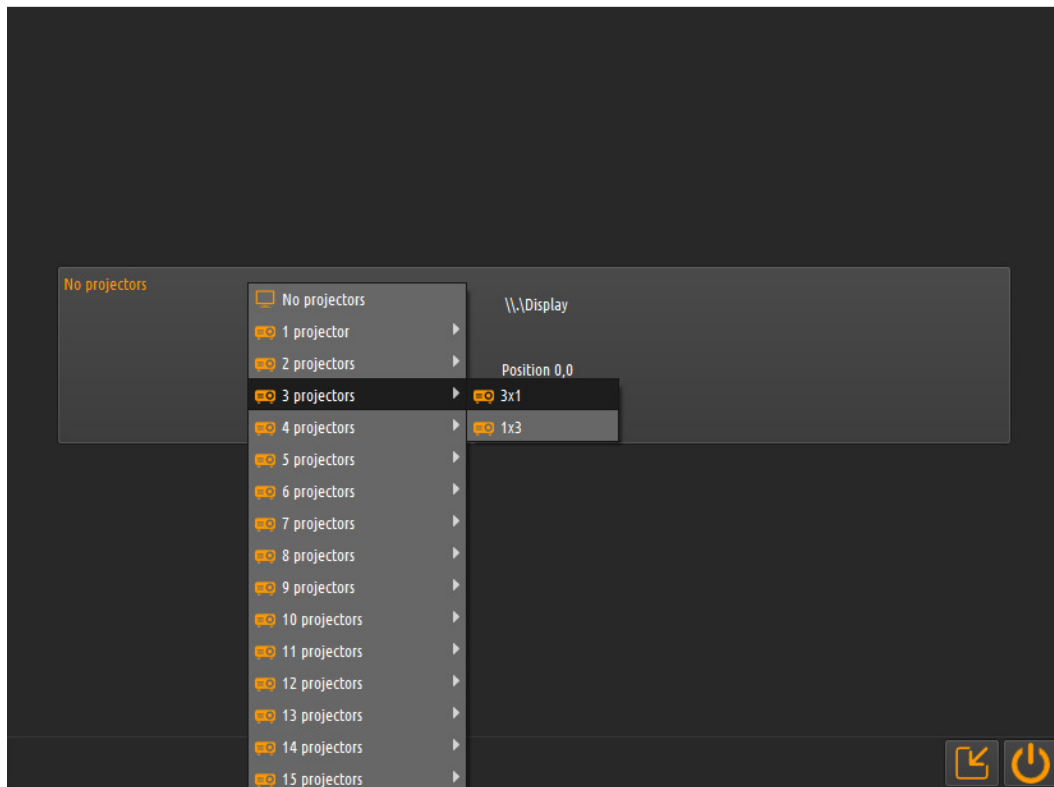 No projectors
No projectors
\\.\Display
1 projector
2 projectors
Position 0,0
3 projectors
3x1
4 projectors
1x3
5 projectors
6 projectors
7 projectors
8 projectors
9 projectors
10 projectors
11 projectors
12 projectors
13 projectors
14 projectors
15 projectors